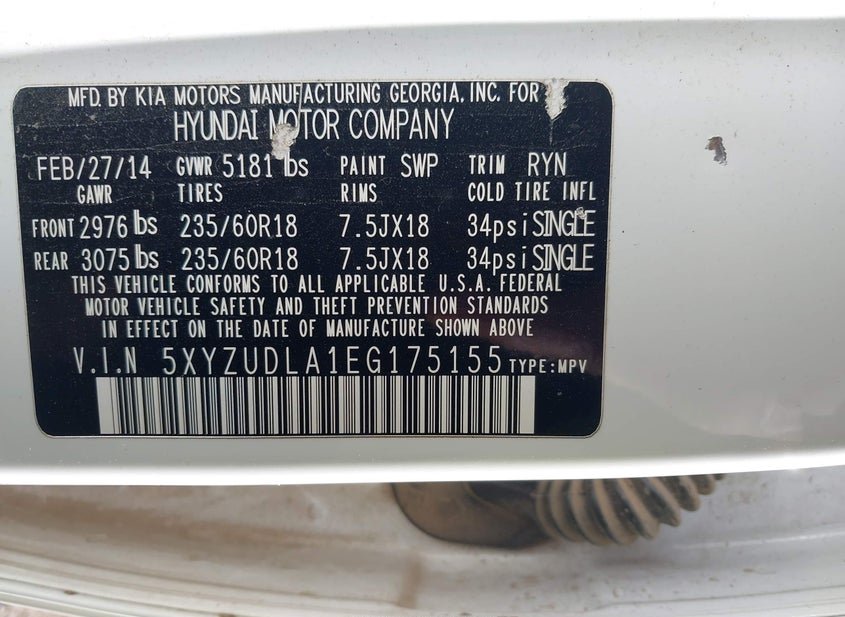 MFD. BY KIA MOTORS MANUFACTURING GEORGIA, INC. FOR
HYUNDAI MOTOR COMPANY
FEB/27/14 GVWR 5181 lbs PAINT SWP TRIM RYN
GAWR TIRES RIMS COLD TIRE INFL
FRONT 2976 lbs 235/60R18 7.5JX18 34psi SINGLE
REAR 3075 lbs 235/60R18 7.5JX18 34psi SINGLE
THIS VEHICLE CONFORMS TO ALL APPLICABLE U.S.A. FEDERAL
MOTOR VEHICLE SAFETY AND THEFT PREVENTION STANDARDS
IN EFFECT ON THE DATE OF MANUFACTURE SHOWN ABOVE
V.I.N 5XYZUDLA1EG175155 TYPE:MPV